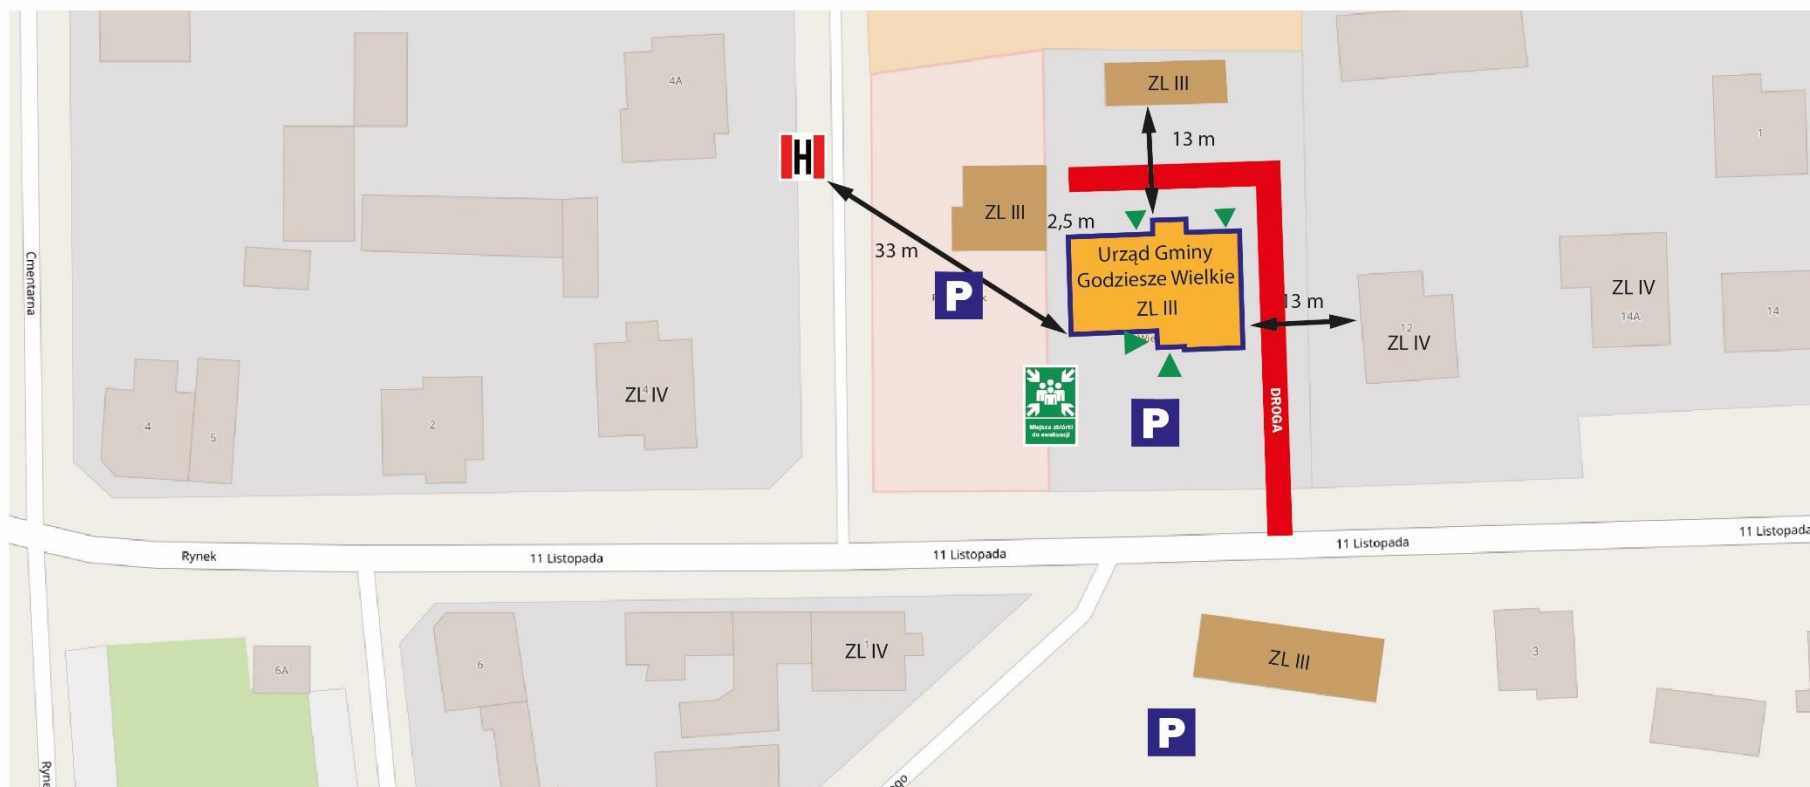 4A
1
ZL III
13 m
H
ZL III
2,5 m
33 m
Urząd Gminy
Godziesze Wielkie
ZL III
P
13 m
Cmentarna
ZL IV
14A
14
12
ZL IV
4
ZL IV
4
5
2
Miejsce zbiórki
do ewakuacji
P
DROGA
Rynek
11 Listopada
11 Listopada
11 Listopada
11 Listopada
6A
6
ZL IV
ZL III
3
P